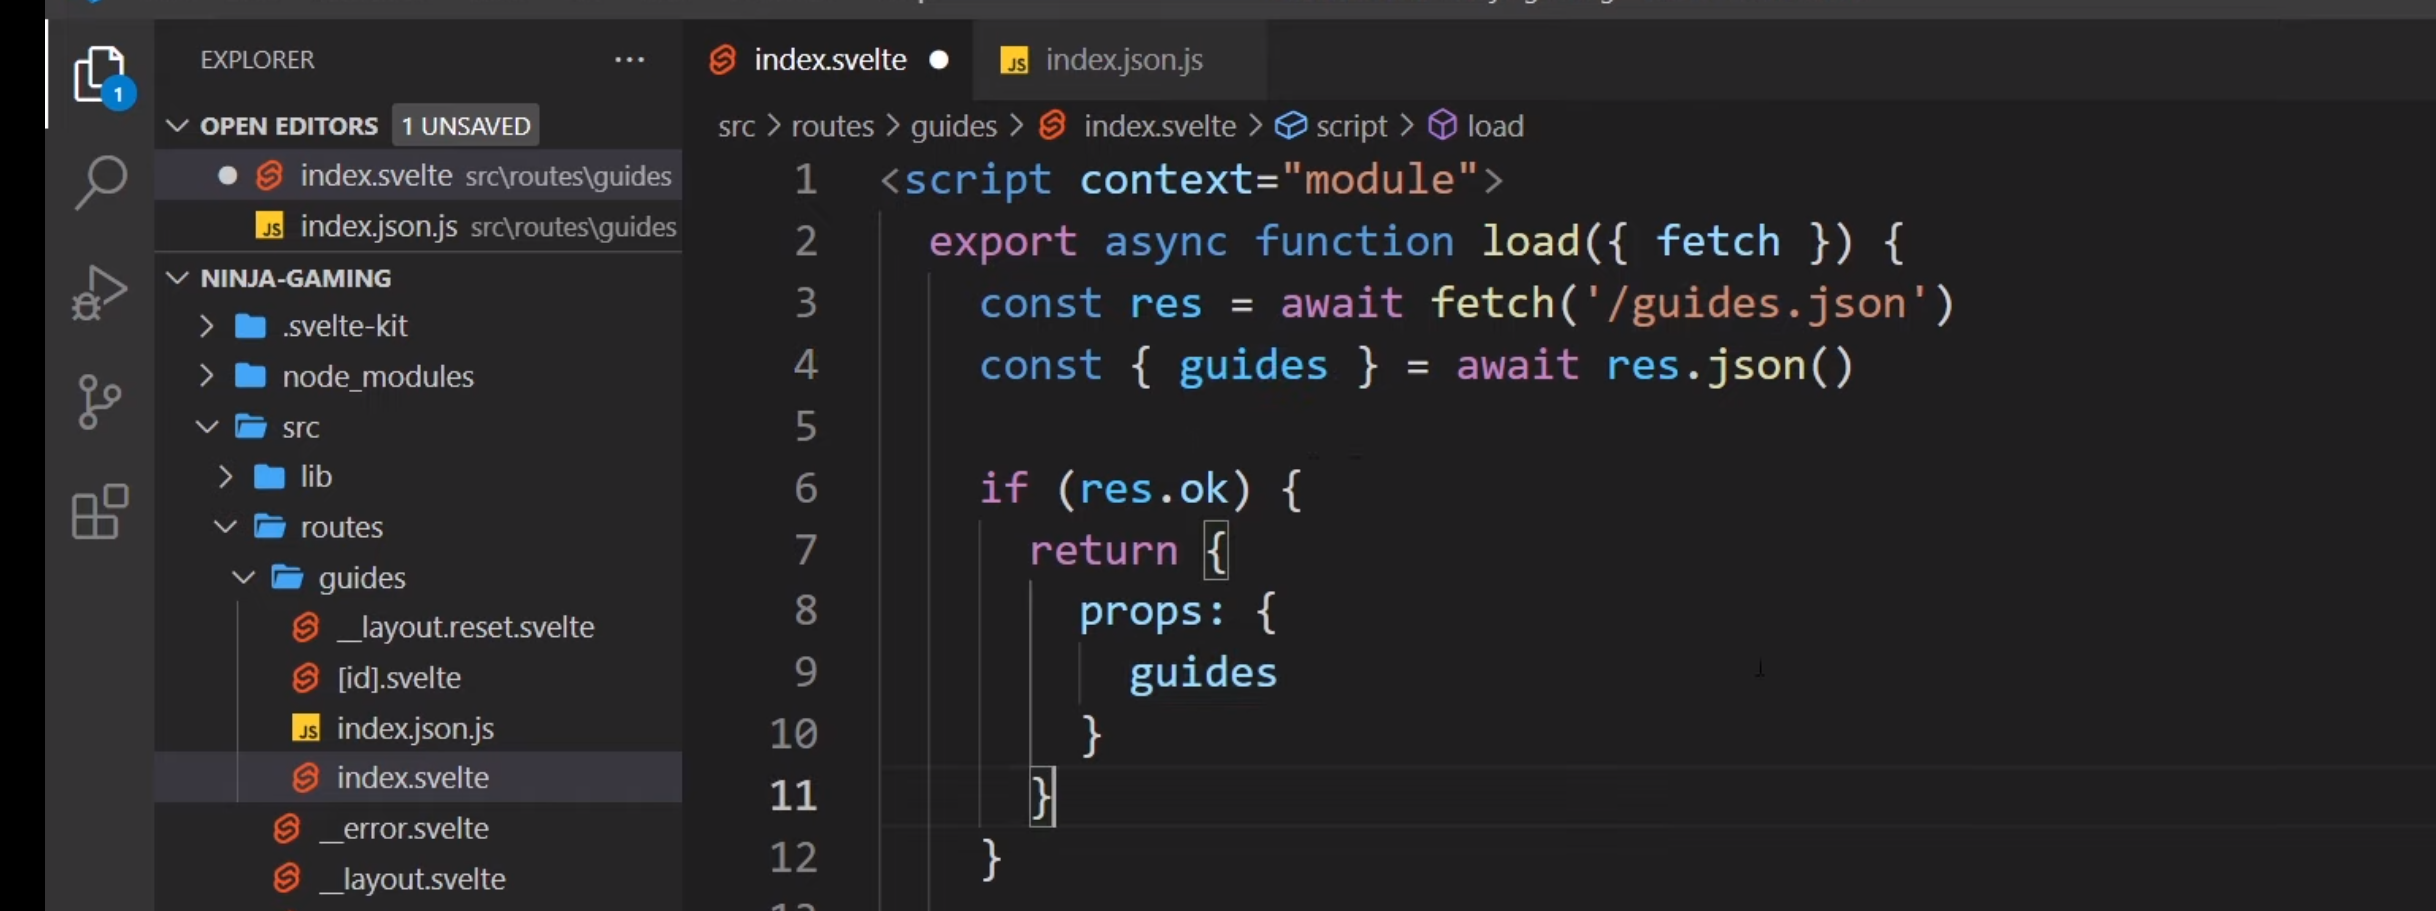 EXPLORER ...
OPEN EDITORS 1 UNSAVED
index.svelte src\routes\guides
JS index.json.js src\routes\guides
NINJA-GAMING
.svelte-kit
node_modules
src
lib
routes
guides
__layout.reset.svelte
[id].svelte
JS index.json.js
index.svelte
__error.svelte
__layout.svelte
1
index.svelte
JS index.json.js
src > routes > guides > index.svelte > script > load
1 <script context="module">
2 export async function load({ fetch }) {
3 const res = await fetch('/guides.json')
4 const { guides } = await res.json()
5
6 if (res.ok) {
7 return {
8 props: {
9 guides
10 }
11 }
12 }